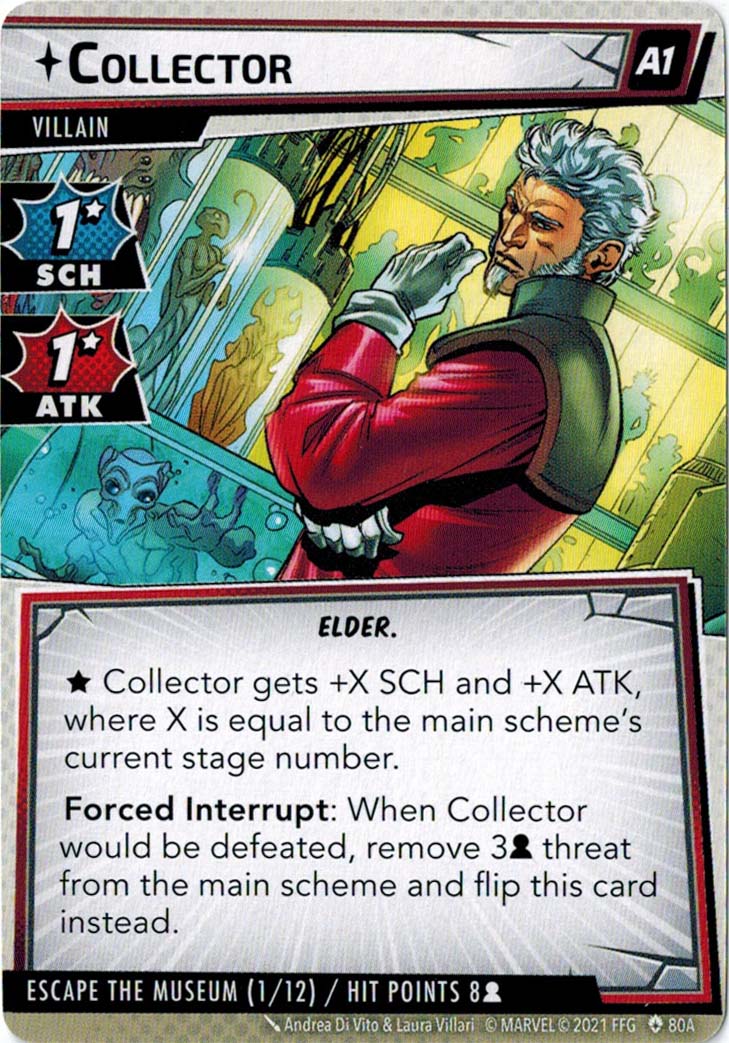 COLLECTOR
A1
VILLAIN
1★
SCH
1★
ATK
ELDER.
★ Collector gets +X SCH and +X ATK,
where X is equal to the main scheme's
current stage number.
Forced Interrupt: When Collector
would be defeated, remove 3 threat
from the main scheme and flip this card
instead.
ESCAPE THE MUSEUM (1/12) / HIT POINTS 8
Andrea Di Vito & Laura Villari © MARVEL © 2021 FFG 80A